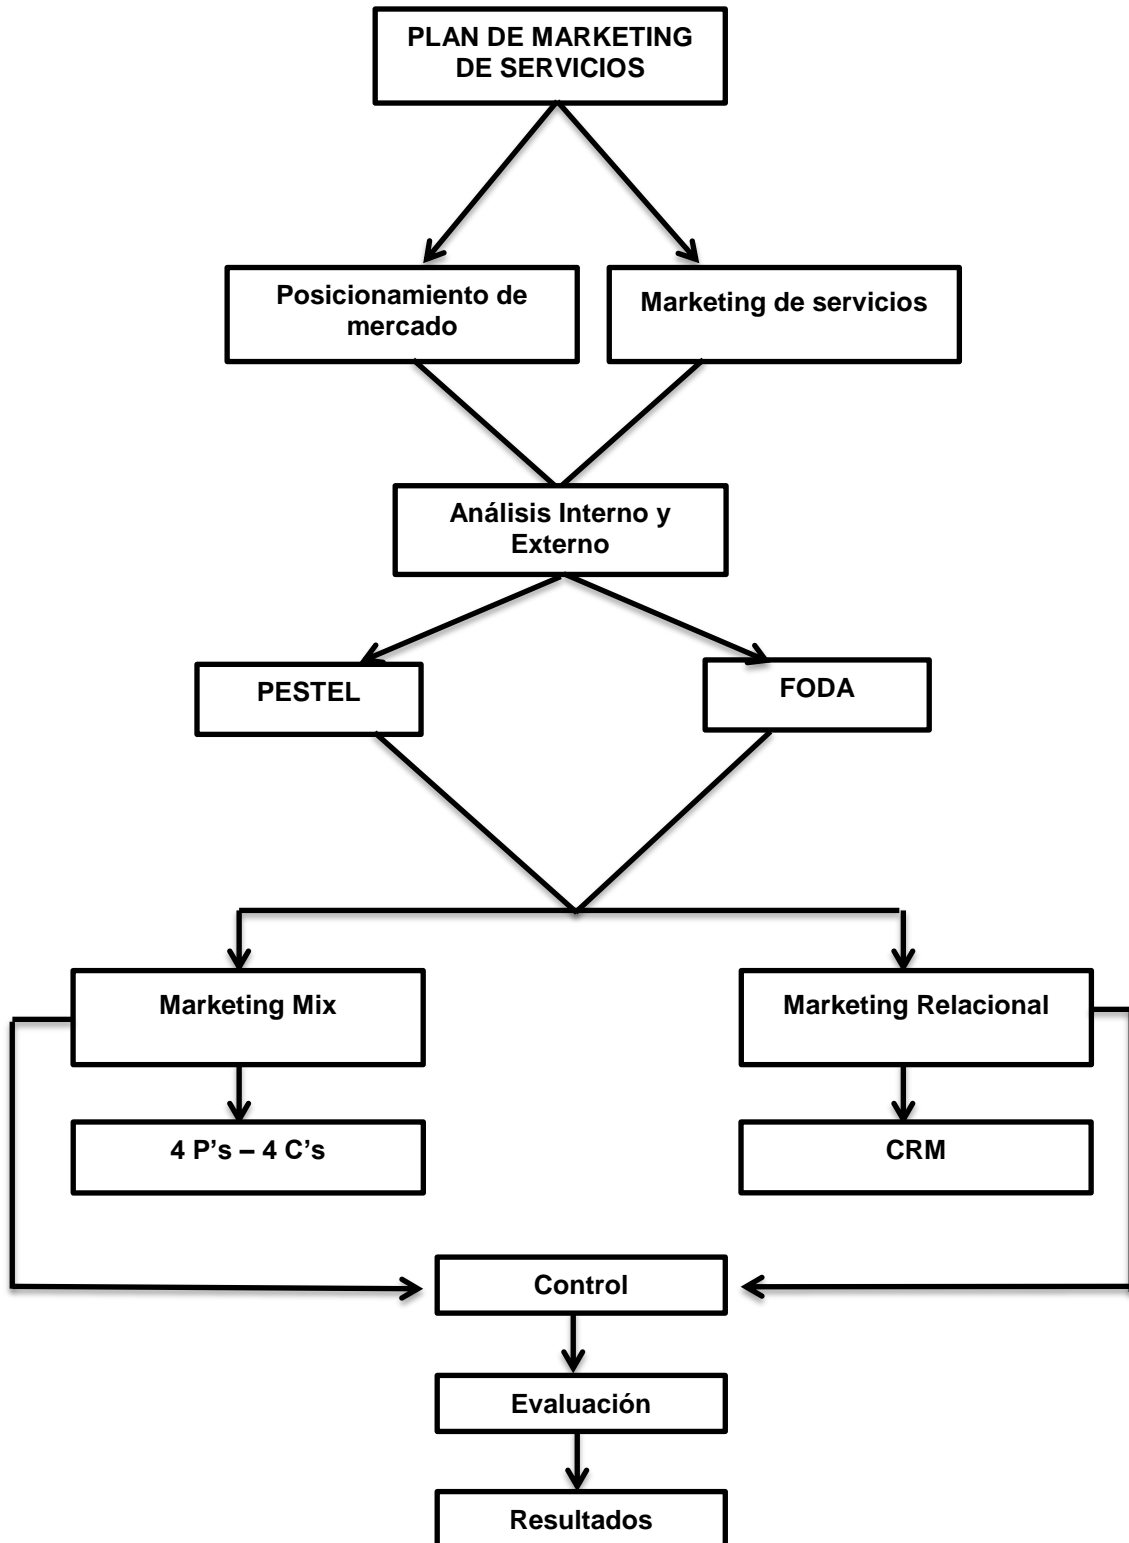 PLAN DE MARKETING
DE SERVICIOS
Posicionamiento de
mercado
Marketing de servicios
Análisis Interno y
Externo
PESTEL
FODA
Marketing Mix
Marketing Relacional
4 P’s – 4 C’s
CRM
Control
Evaluación
Resultados